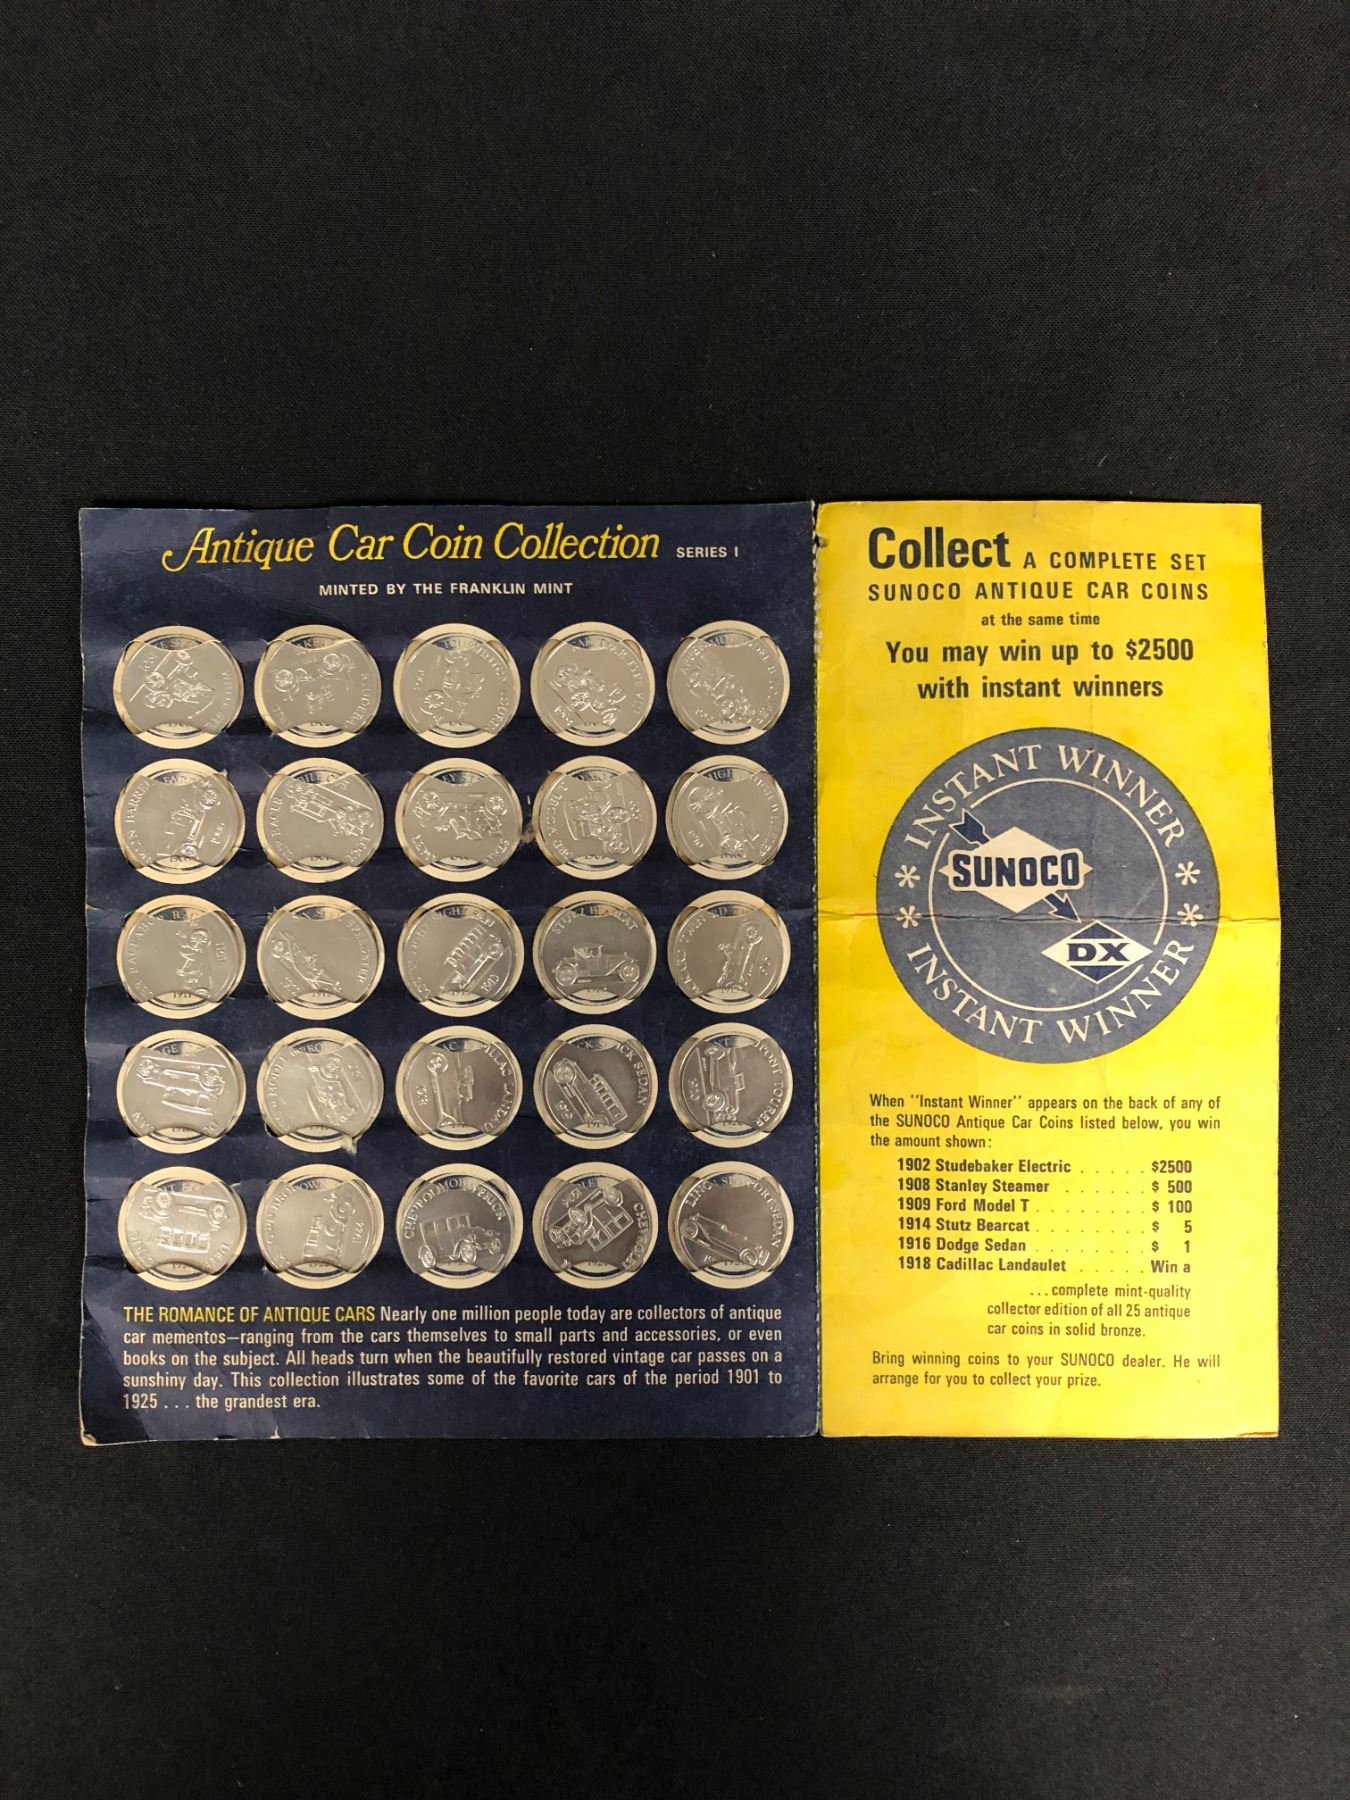 Antique Car Coin Collection SERIES I
MINTED BY THE FRANKLIN MINT
STUTZ BEARCAT
THE ROMANCE OF ANTIQUE CARS Nearly one million people today are collectors of antique
car mementos—ranging from the cars themselves to small parts and accessories, or even
books on the subject. All heads turn when the beautifully restored vintage car passes on a
sunshiny day. This collection illustrates some of the favorite cars of the period 1901 to
1925 . . . the grandest era.
Collect A COMPLETE SET
SUNOCO ANTIQUE CAR COINS
at the same time
You may win up to $2500
with instant winners
* INSTANT WINNER *
SUNOCO
DX
* INSTANT WINNER *
When "Instant Winner" appears on the back of any of
the SUNOCO Antique Car Coins listed below, you win
the amount shown:
1902 Studebaker Electric . . . . . $2500
1908 Stanley Steamer . . . . . . . $ 500
1909 Ford Model T . . . . . . . . $ 100
1914 Stutz Bearcat . . . . . . . . $ 5
1916 Dodge Sedan . . . . . . . . $ 1
1918 Cadillac Landaulet . . . . . Win a
. . . complete mint-quality
collector edition of all 25 antique
car coins in solid bronze.
Bring winning coins to your SUNOCO dealer. He will
arrange for you to collect your prize.